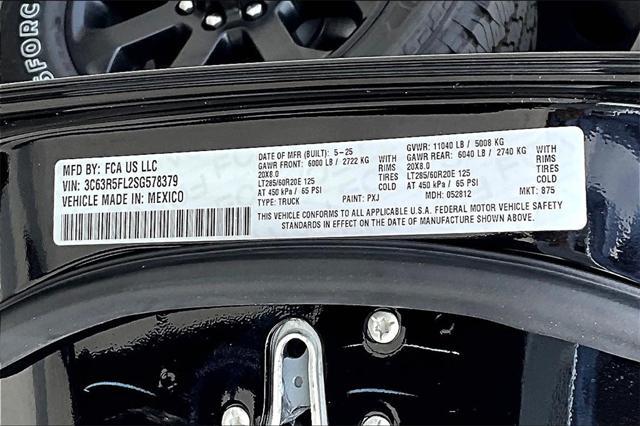 SFORC
MFD BY: FCA US LLC
VIN: 3C63R5FL2SG578379
VEHICLE MADE IN: MEXICO
DATE OF MFR (BUILT): 5-25
GAWR FRONT: 6000 LB / 2722 KG
20X8.0 RIMS
LT285/60R20E 125 TIRES
AT 450 kPa / 65 PSI COLD
TYPE: TRUCK PAINT: PXJ
GVWR: 11040 LB / 5008 KG
GAWR REAR: 6040 LB / 2740 KG
20X8.0 RIMS
LT285/60R20E 125 TIRES
AT 450 kPa / 65 PSI COLD
MDH: 052812 MKT: 875
THIS VEHICLE CONFORMS TO ALL APPLICABLE U.S.A. FEDERAL MOTOR VEHICLE SAFETY
STANDARDS IN EFFECT ON THE DATE OF MANUFACTURE SHOWN ABOVE.